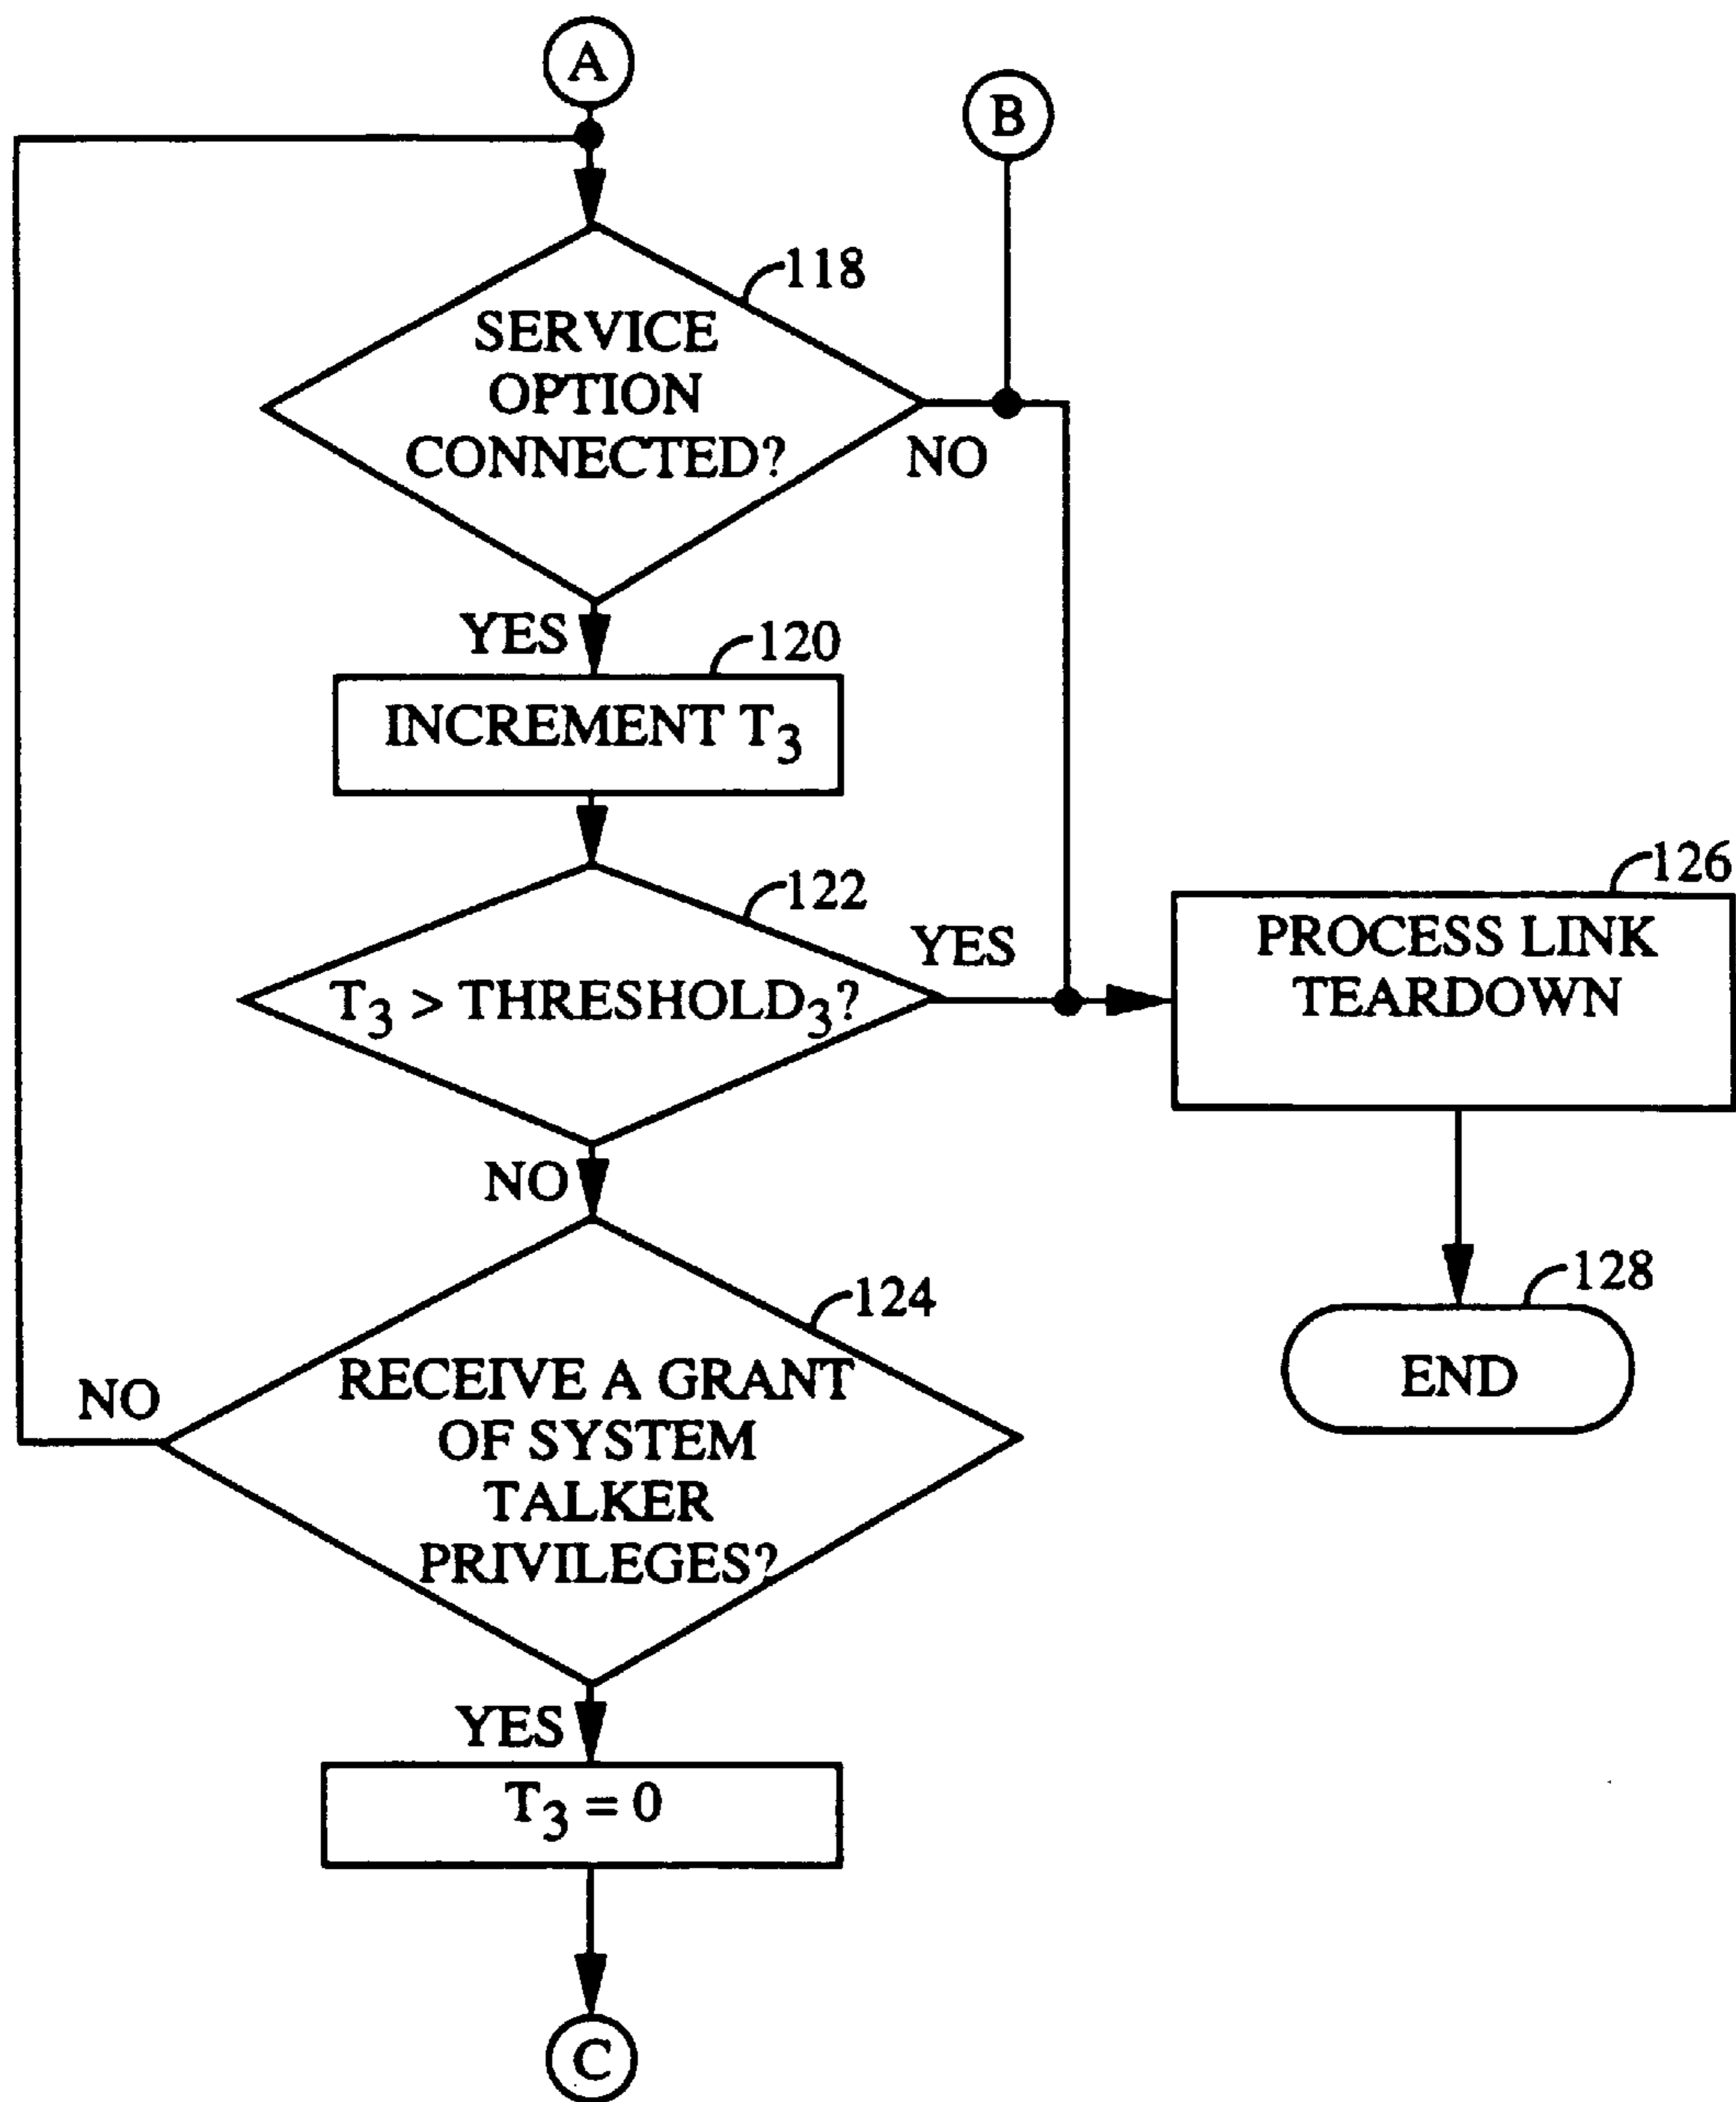 A
B
118
SERVICE
OPTION
CONNECTED?
NO
YES
120
INCREMENT T3
122
T3 > THRESHOLD3?
YES
126
PROCESS LINK
TEARDOWN
NO
124
RECEIVE A GRANT
OF SYSTEM
TALKER
PRIVILEGES?
NO
128
END
YES
T3 = 0
C